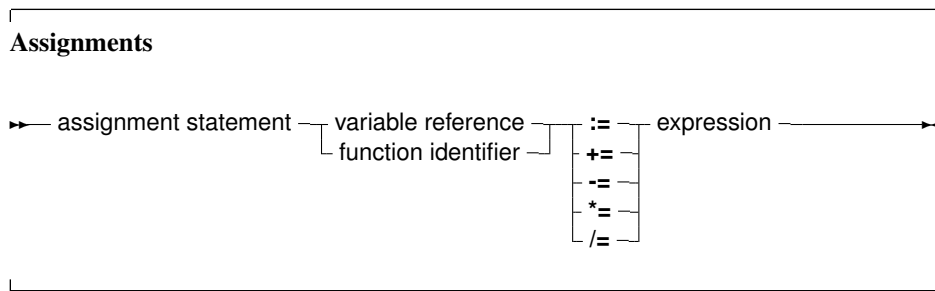 Assignments
assignment statement variable reference := expression
function identifier +=
-=
*=
/=